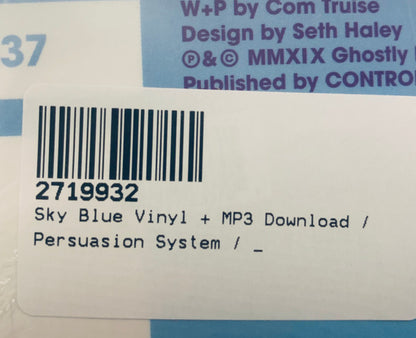 W+P by Com Truise
37
Design by Seth Haley
℗&© MMXIX Ghostly
Published by CONTRO
2719932
Sky Blue Vinyl + MP3 Download /
Persuasion System / _